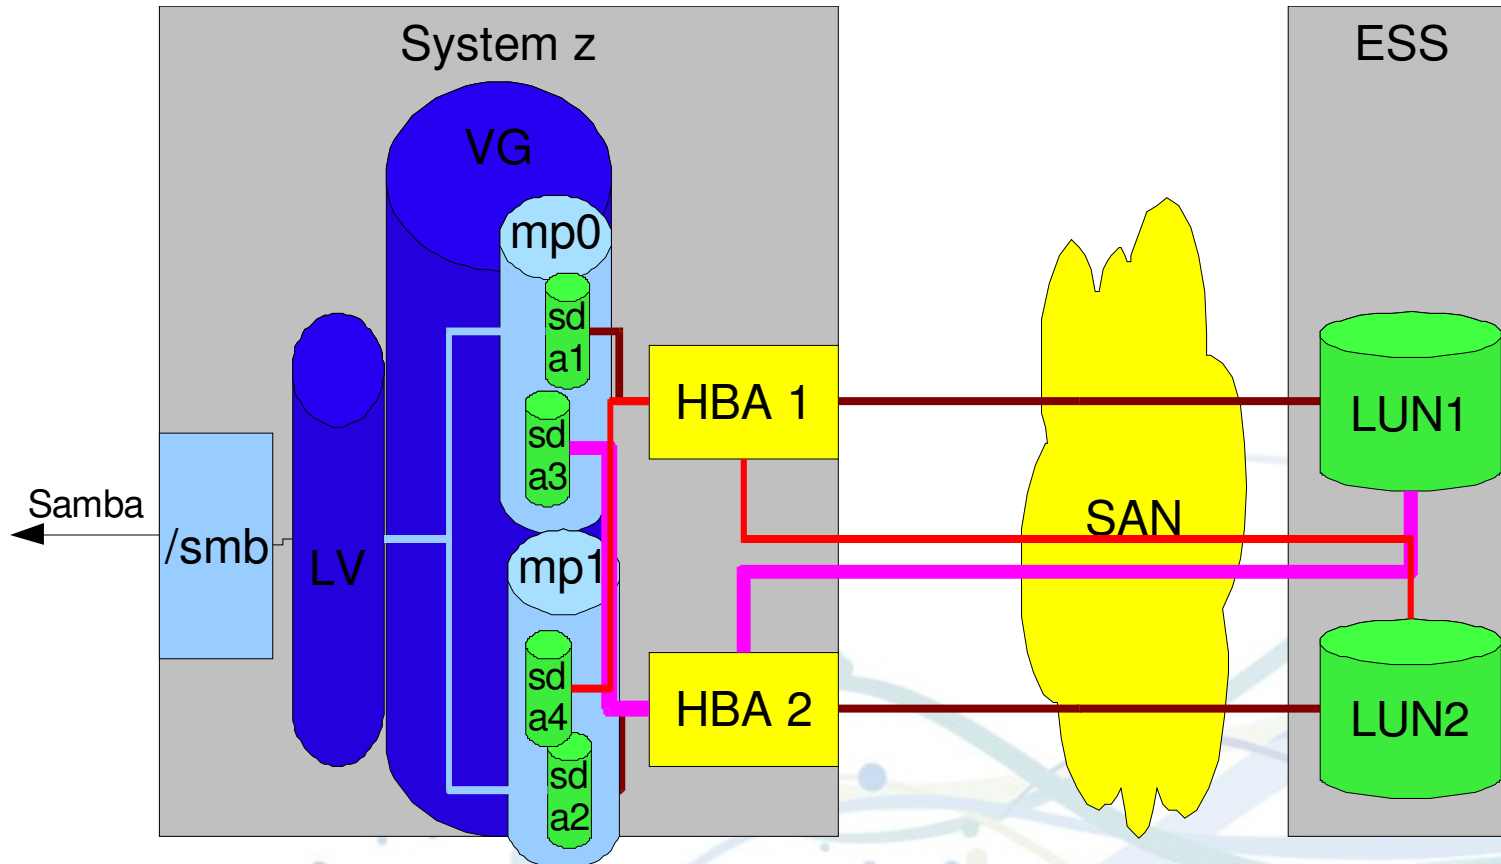 System z
ESS
VG
mp0
sd
a1
HBA 1
LUN1
sd
a3
Samba
SAN
/smb
LV
mp1
sd
a4
HBA 2
LUN2
sd
a2